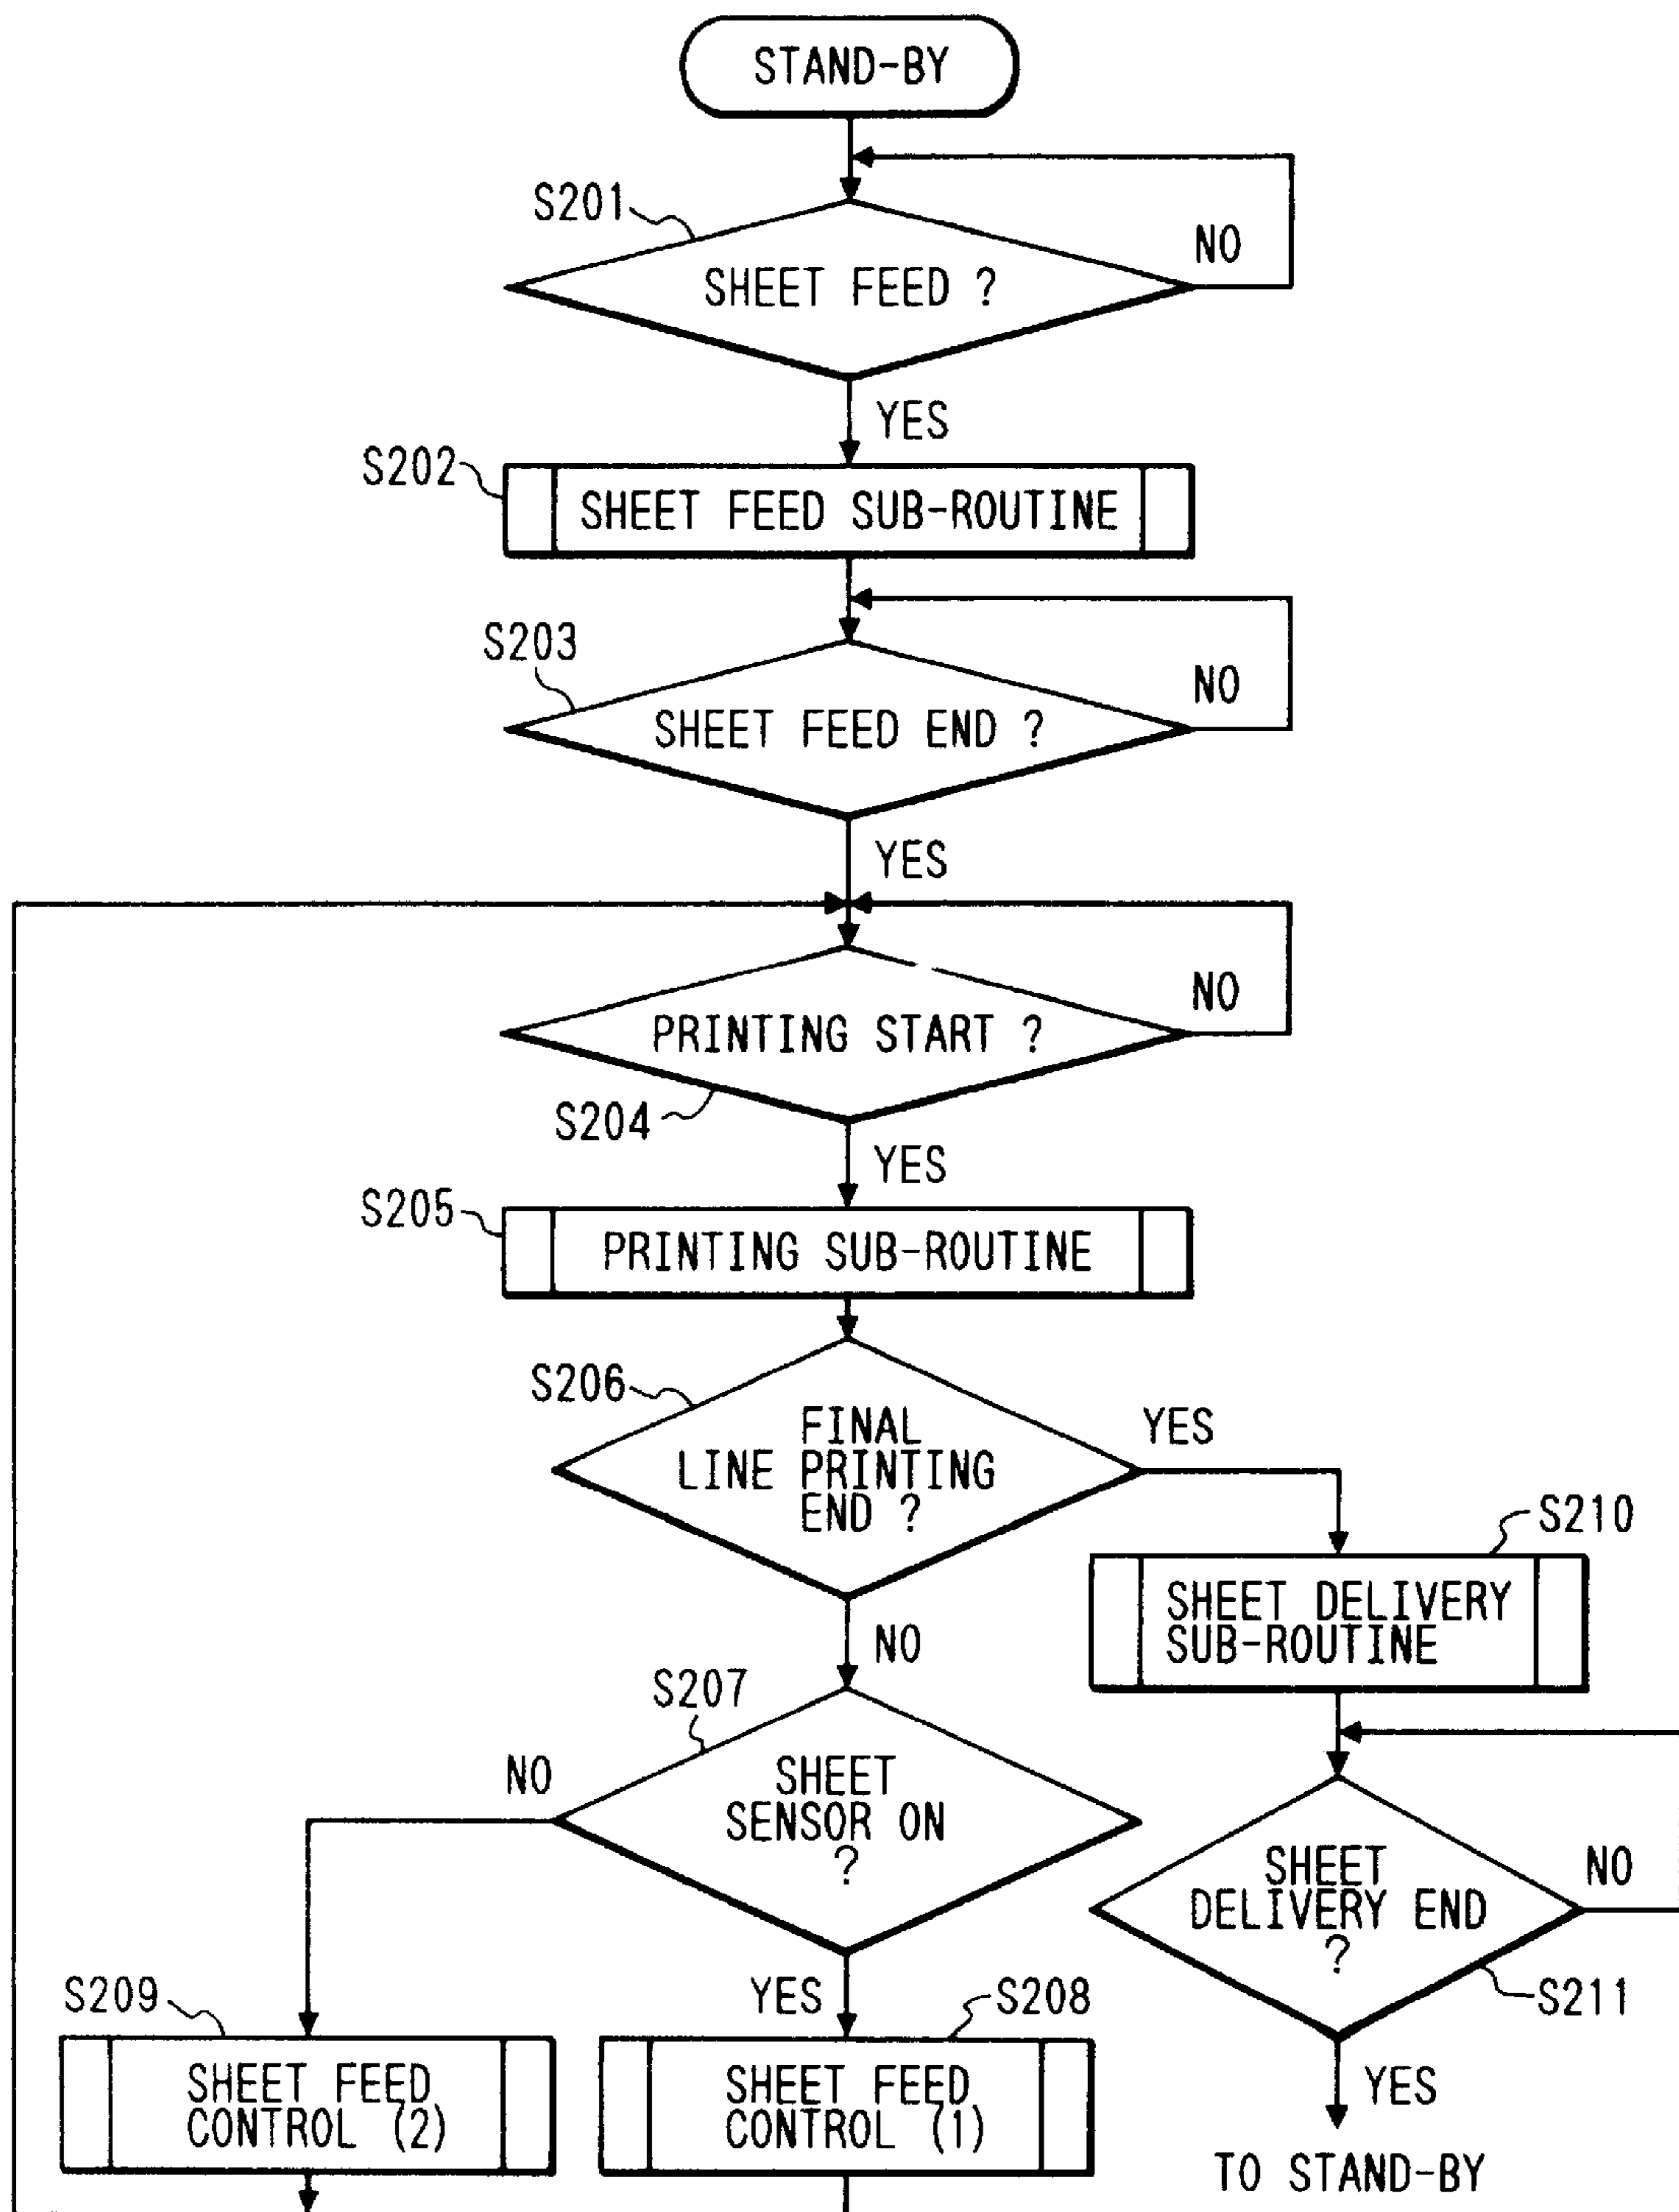 STAND-BY
S201
NO
SHEET FEED ?
YES
S202
SHEET FEED SUB-ROUTINE
S203
NO
SHEET FEED END ?
YES
NO
PRINTING START ?
S204
YES
S205
PRINTING SUB-ROUTINE
S206
FINAL
LINE PRINTING
END ?
YES
S210
SHEET DELIVERY
SUB-ROUTINE
NO
S207
NO
SHEET
SENSOR ON
?
SHEET
DELIVERY END
?
NO
S211
S209
YES
S208
SHEET FEED
CONTROL (2)
SHEET FEED
CONTROL (1)
YES
TO STAND-BY